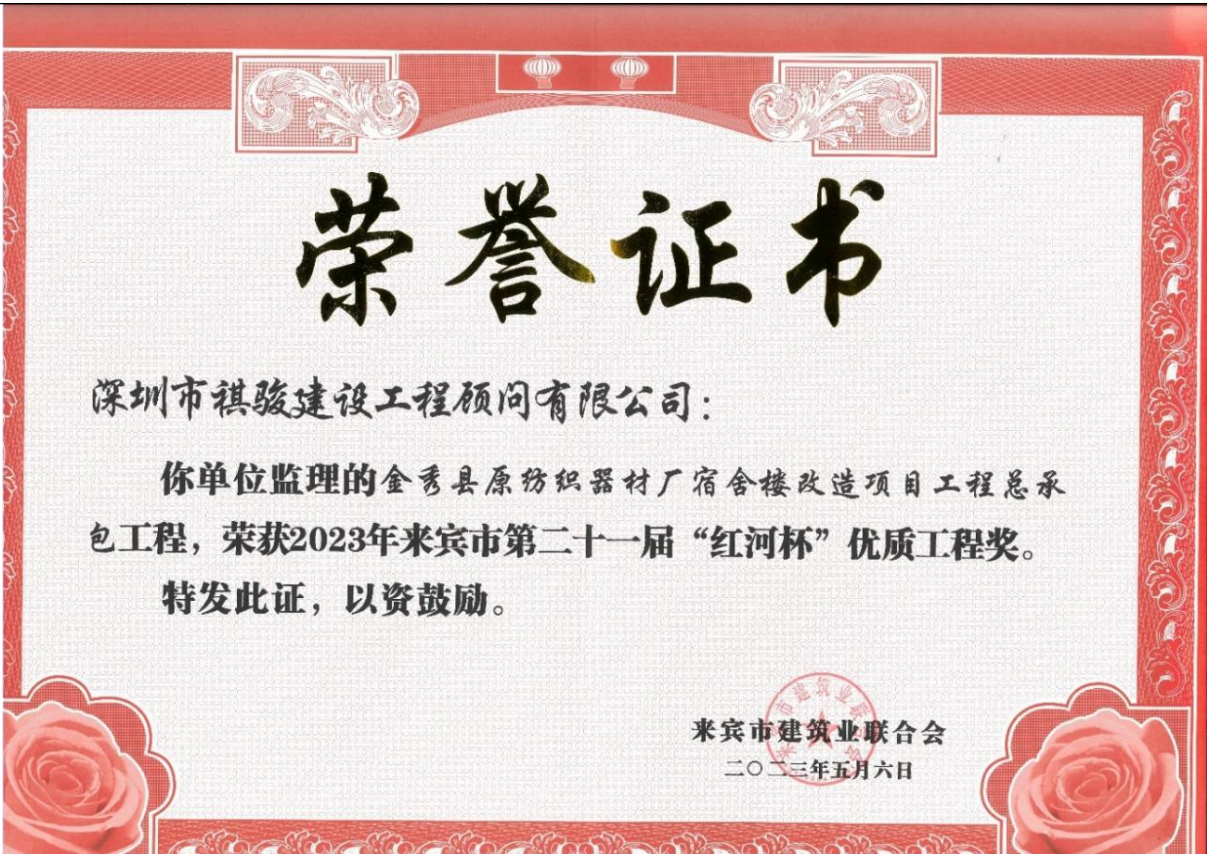 荣誉证书
深圳市祺骏建设工程顾问有限公司：
你单位监理的金秀县原纺织器材厂宿舍楼改造项目工程总承
包工程，荣获2023年来宾市第二十一届“红河杯”优质工程奖。
特发此证，以资鼓励。
来宾市建筑业联合会
二〇二三年五月六日